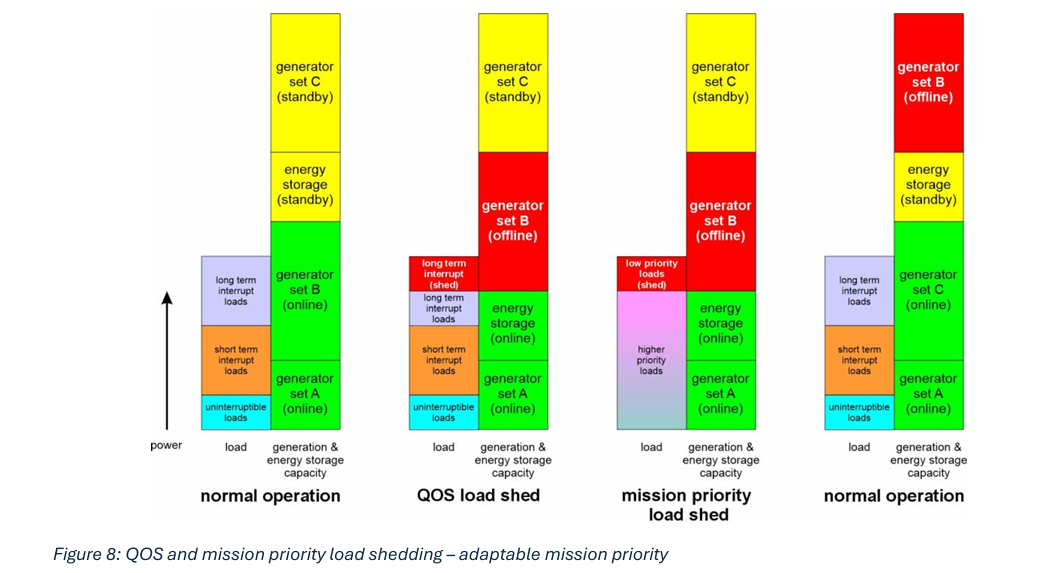 generator
set C
(standby)
energy
storage
(standby)
generator
set B
(online)
generator
set A
(online)
long term
interrupt
loads
short term
interrupt
loads
uninterruptible
loads
power
load
generation &
energy storage
capacity
normal operation
generator
set C
(standby)
generator
set B
(offline)
energy
storage
(online)
generator
set A
(online)
long term
interrupt
(shed)
long term
interrupt
loads
short term
interrupt
loads
uninterruptible
loads
load
generation &
energy storage
capacity
QOS load shed
generator
set C
(standby)
generator
set B
(offline)
energy
storage
(online)
generator
set A
(online)
low priority
loads
(shed)
higher
priority
loads
load
generation &
energy storage
capacity
mission priority
load shed
generator
set B
(offline)
energy
storage
(standby)
generator
set C
(online)
generator
set A
(online)
long term
interrupt
loads
short term
interrupt
loads
uninterruptible
loads
load
generation &
energy storage
capacity
normal operation
Figure 8: QOS and mission priority load shedding – adaptable mission priority